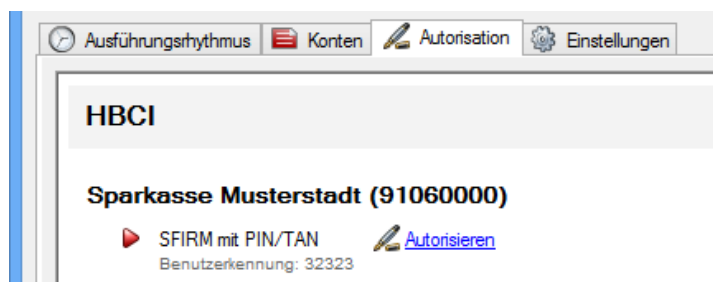 Ausführungsrhythmus Konten Autorisation Einstellungen
HBCI
Sparkasse Musterstadt (91060000)
SFIRM mit PIN/TAN Autorisieren
Benutzerkennung: 32323